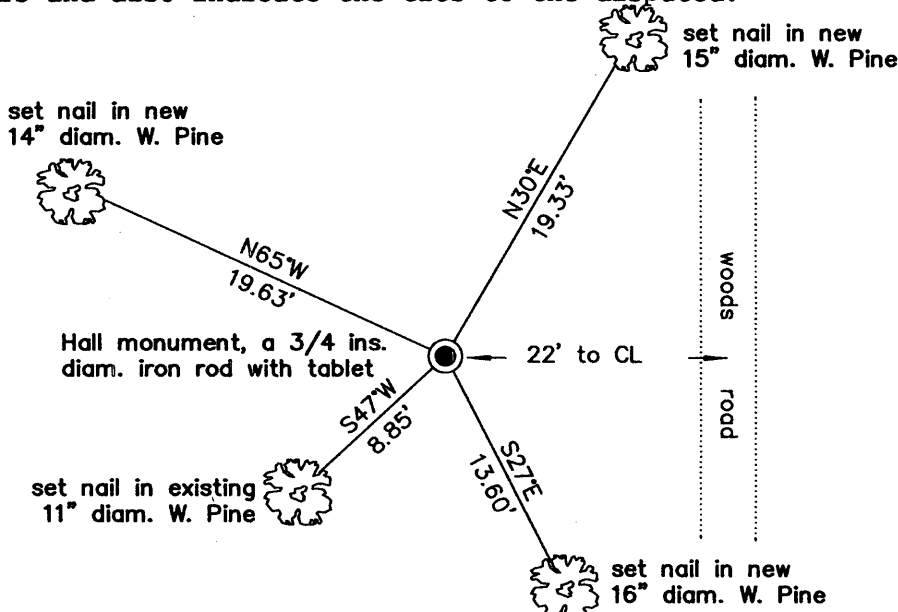 set nail in new
15" diam. W. Pine
set nail in new
14" diam. W. Pine
N30°E
19.33'
N65°W
19.63'
woods
road
Hall monument, a 3/4 ins.
diam. iron rod with tablet
22' to CL
S47°W
8.85'
S27°E
13.60'
set nail in existing
11" diam. W. Pine
set nail in new
16" diam. W. Pine